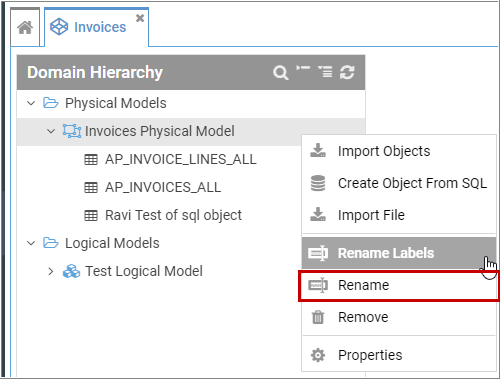 Invoices
Domain Hierarchy
Physical Models
Invoices Physical Model
AP_INVOICE_LINES_ALL
AP_INVOICES_ALL
Ravi Test of sql object
Logical Models
Test Logical Model
Import Objects
Create Object From SQL
Import File
Rename Labels
Rename
Remove
Properties